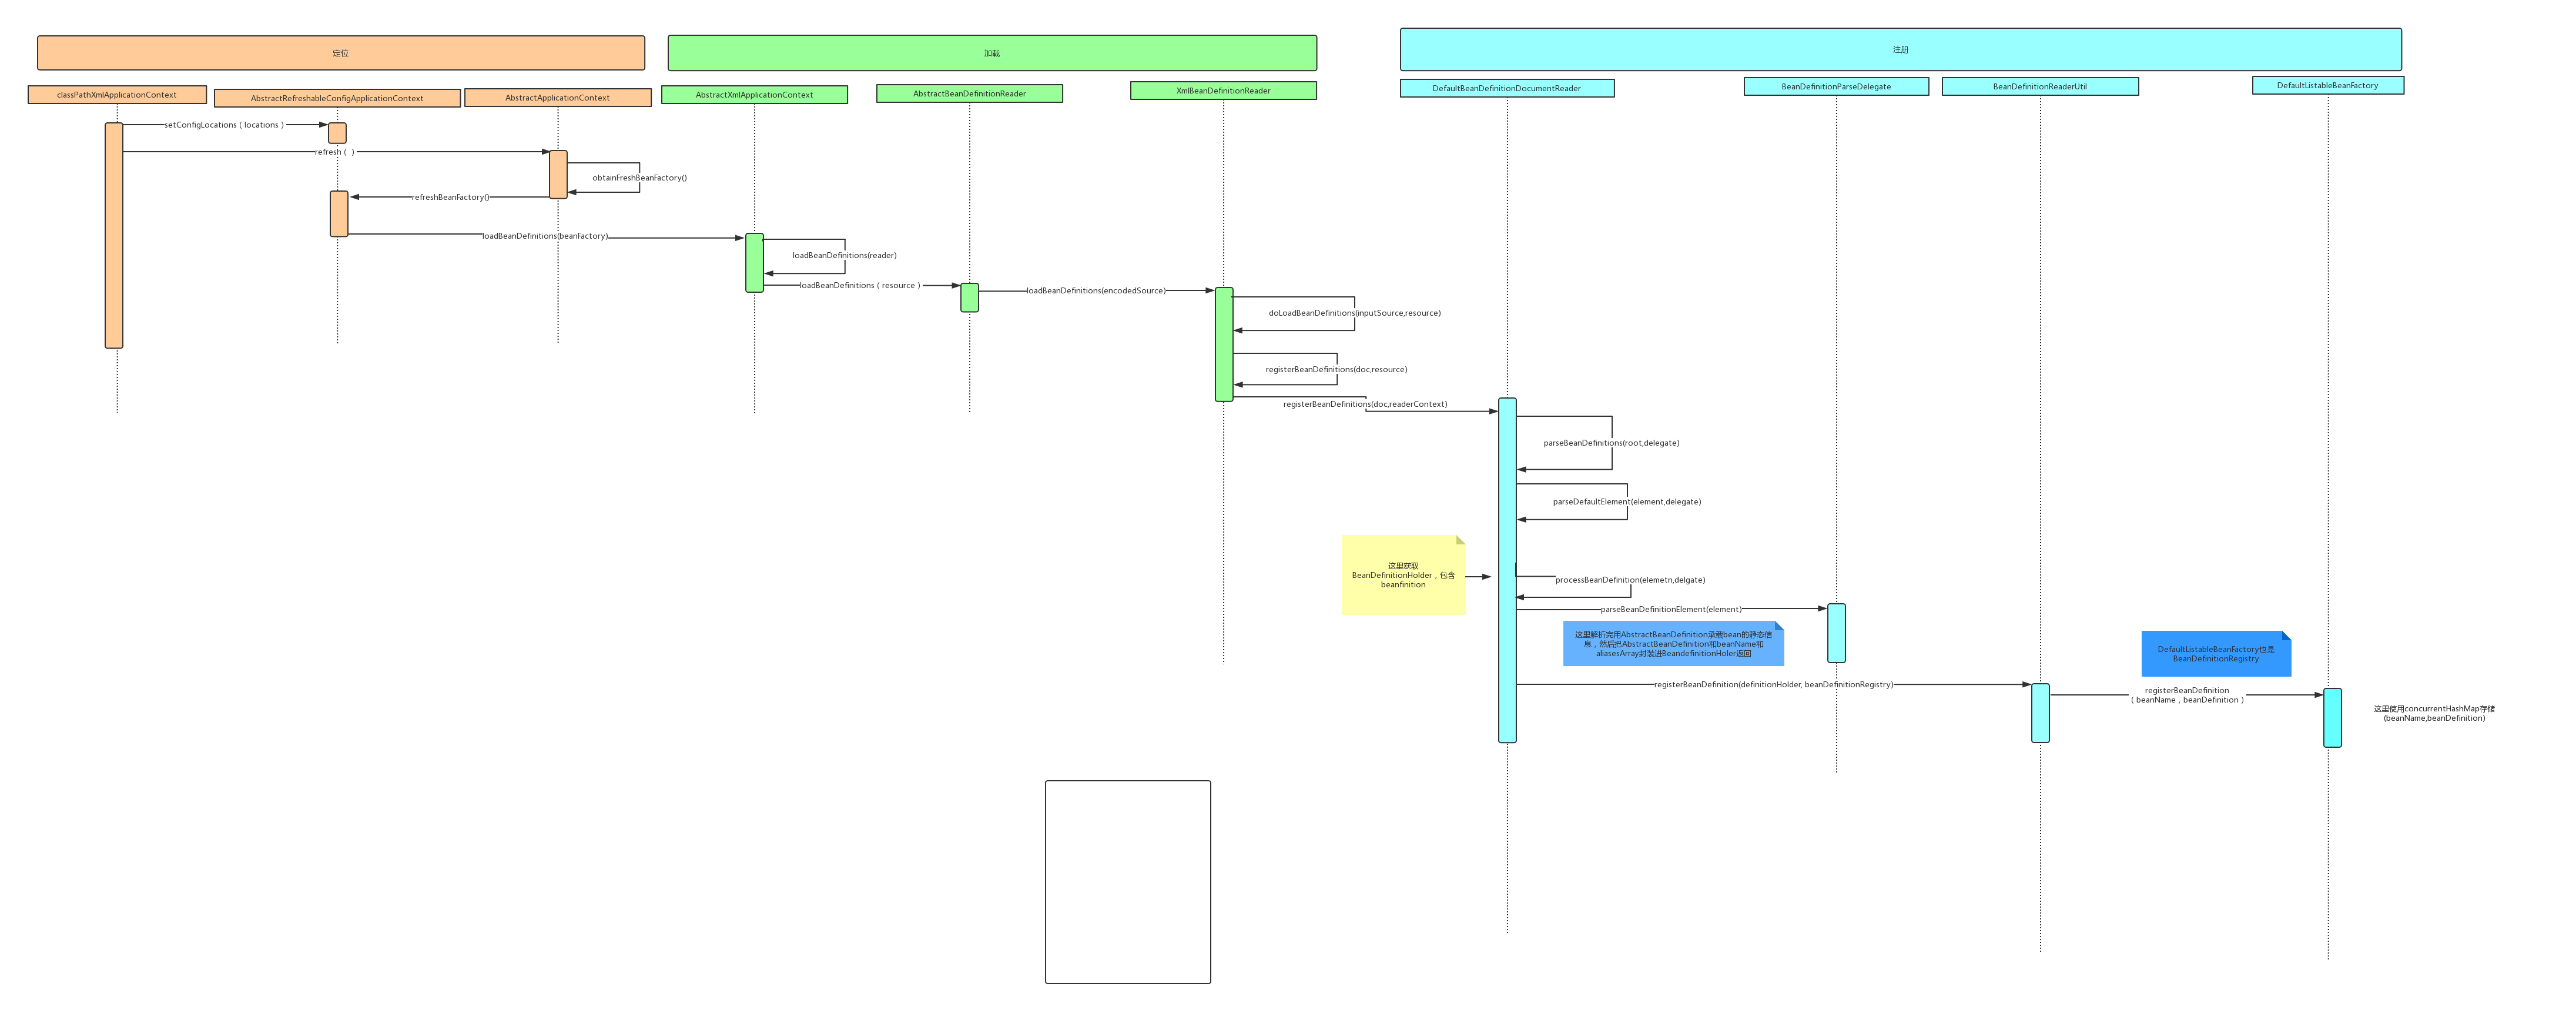 定位
加载
注册
classPathXmlApplicationContext
AbstractRefreshableConfigApplicationContext
AbstractApplicationContext
AbstractXmlApplicationContext
AbstractBeanDefinitionReader
XmlBeanDefinitionReader
DefaultBeanDefinitionDocumentReader
BeanDefinitionParseDelegate
BeanDefinitionReaderUtil
DefaultListableBeanFactory
setConfigLocations（locations）
refresh（ ）
obtainFreshBeanFactory()
refreshBeanFactory()
loadBeanDefinitions(beanFactory)
loadBeanDefinitions(reader)
loadBeanDefinitions（resource）
loadBeanDefinitions(encodedSource)
doLoadBeanDefinitions(inputSource,resource)
registerBeanDefinitions(doc,resource)
registerBeanDefinitions(doc,readerContext)
parseBeanDefinitions(root,delegate)
parseDefaultElement(element,delegate)
这里获取
BeanDefinitionHolder，包含
beanfinition
processBeanDefinition(elemetn,delgate)
parseBeanDefinitionElement(element)
这里解析完用AbstractBeanDefinition承载bean的静态信
息，然后把AbstractBeanDefinition和beanName和
aliasesArray封装进BeandefinitionHoler返回
DefaultListableBeanFactory也是
BeanDefinitionRegistry
registerBeanDefinition(definitionHolder, beanDefinitionRegistry)
registerBeanDefinition
（beanName，beanDefinition）
这里使用concurrentHashMap存储
(beanName,beanDefinition)